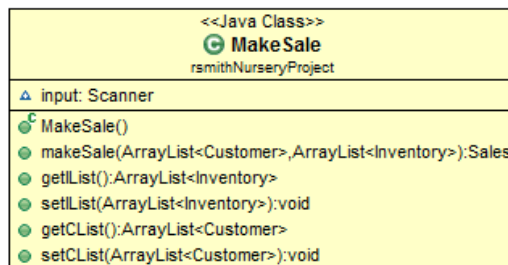 <<Java Class>>
MakeSale
rsmithNurseryProject
input: Scanner
MakeSale()
makeSale(ArrayList<Customer>,ArrayList<Inventory>):Sales
getIList():ArrayList<Inventory>
setIList(ArrayList<Inventory>):void
getCList():ArrayList<Customer>
setCList(ArrayList<Customer>):void